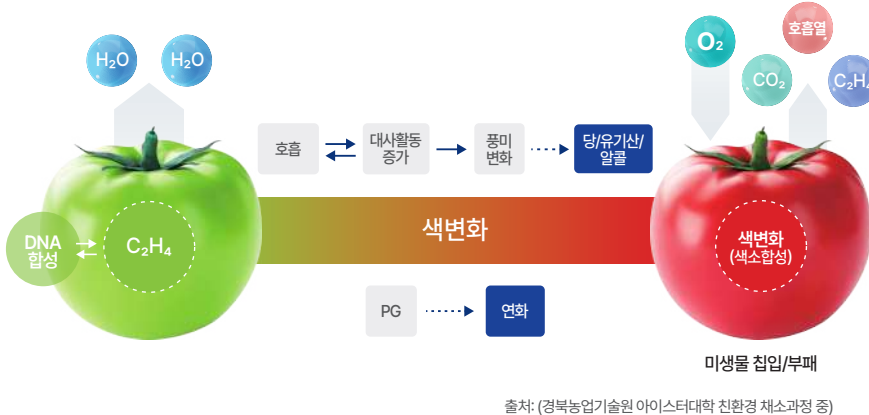 H₂O
H₂O
O₂
호흡열
CO₂
C₂H₄
호흡
대사활동
증가
풍미
변화
당/유기산/
알콜
DNA
합성
C₂H₄
색변화
색변화
(색소합성)
PG
연화
미생물 칩입/부패
출처: (경북농업기술원 아이스터대학 친환경 채소과정 중)